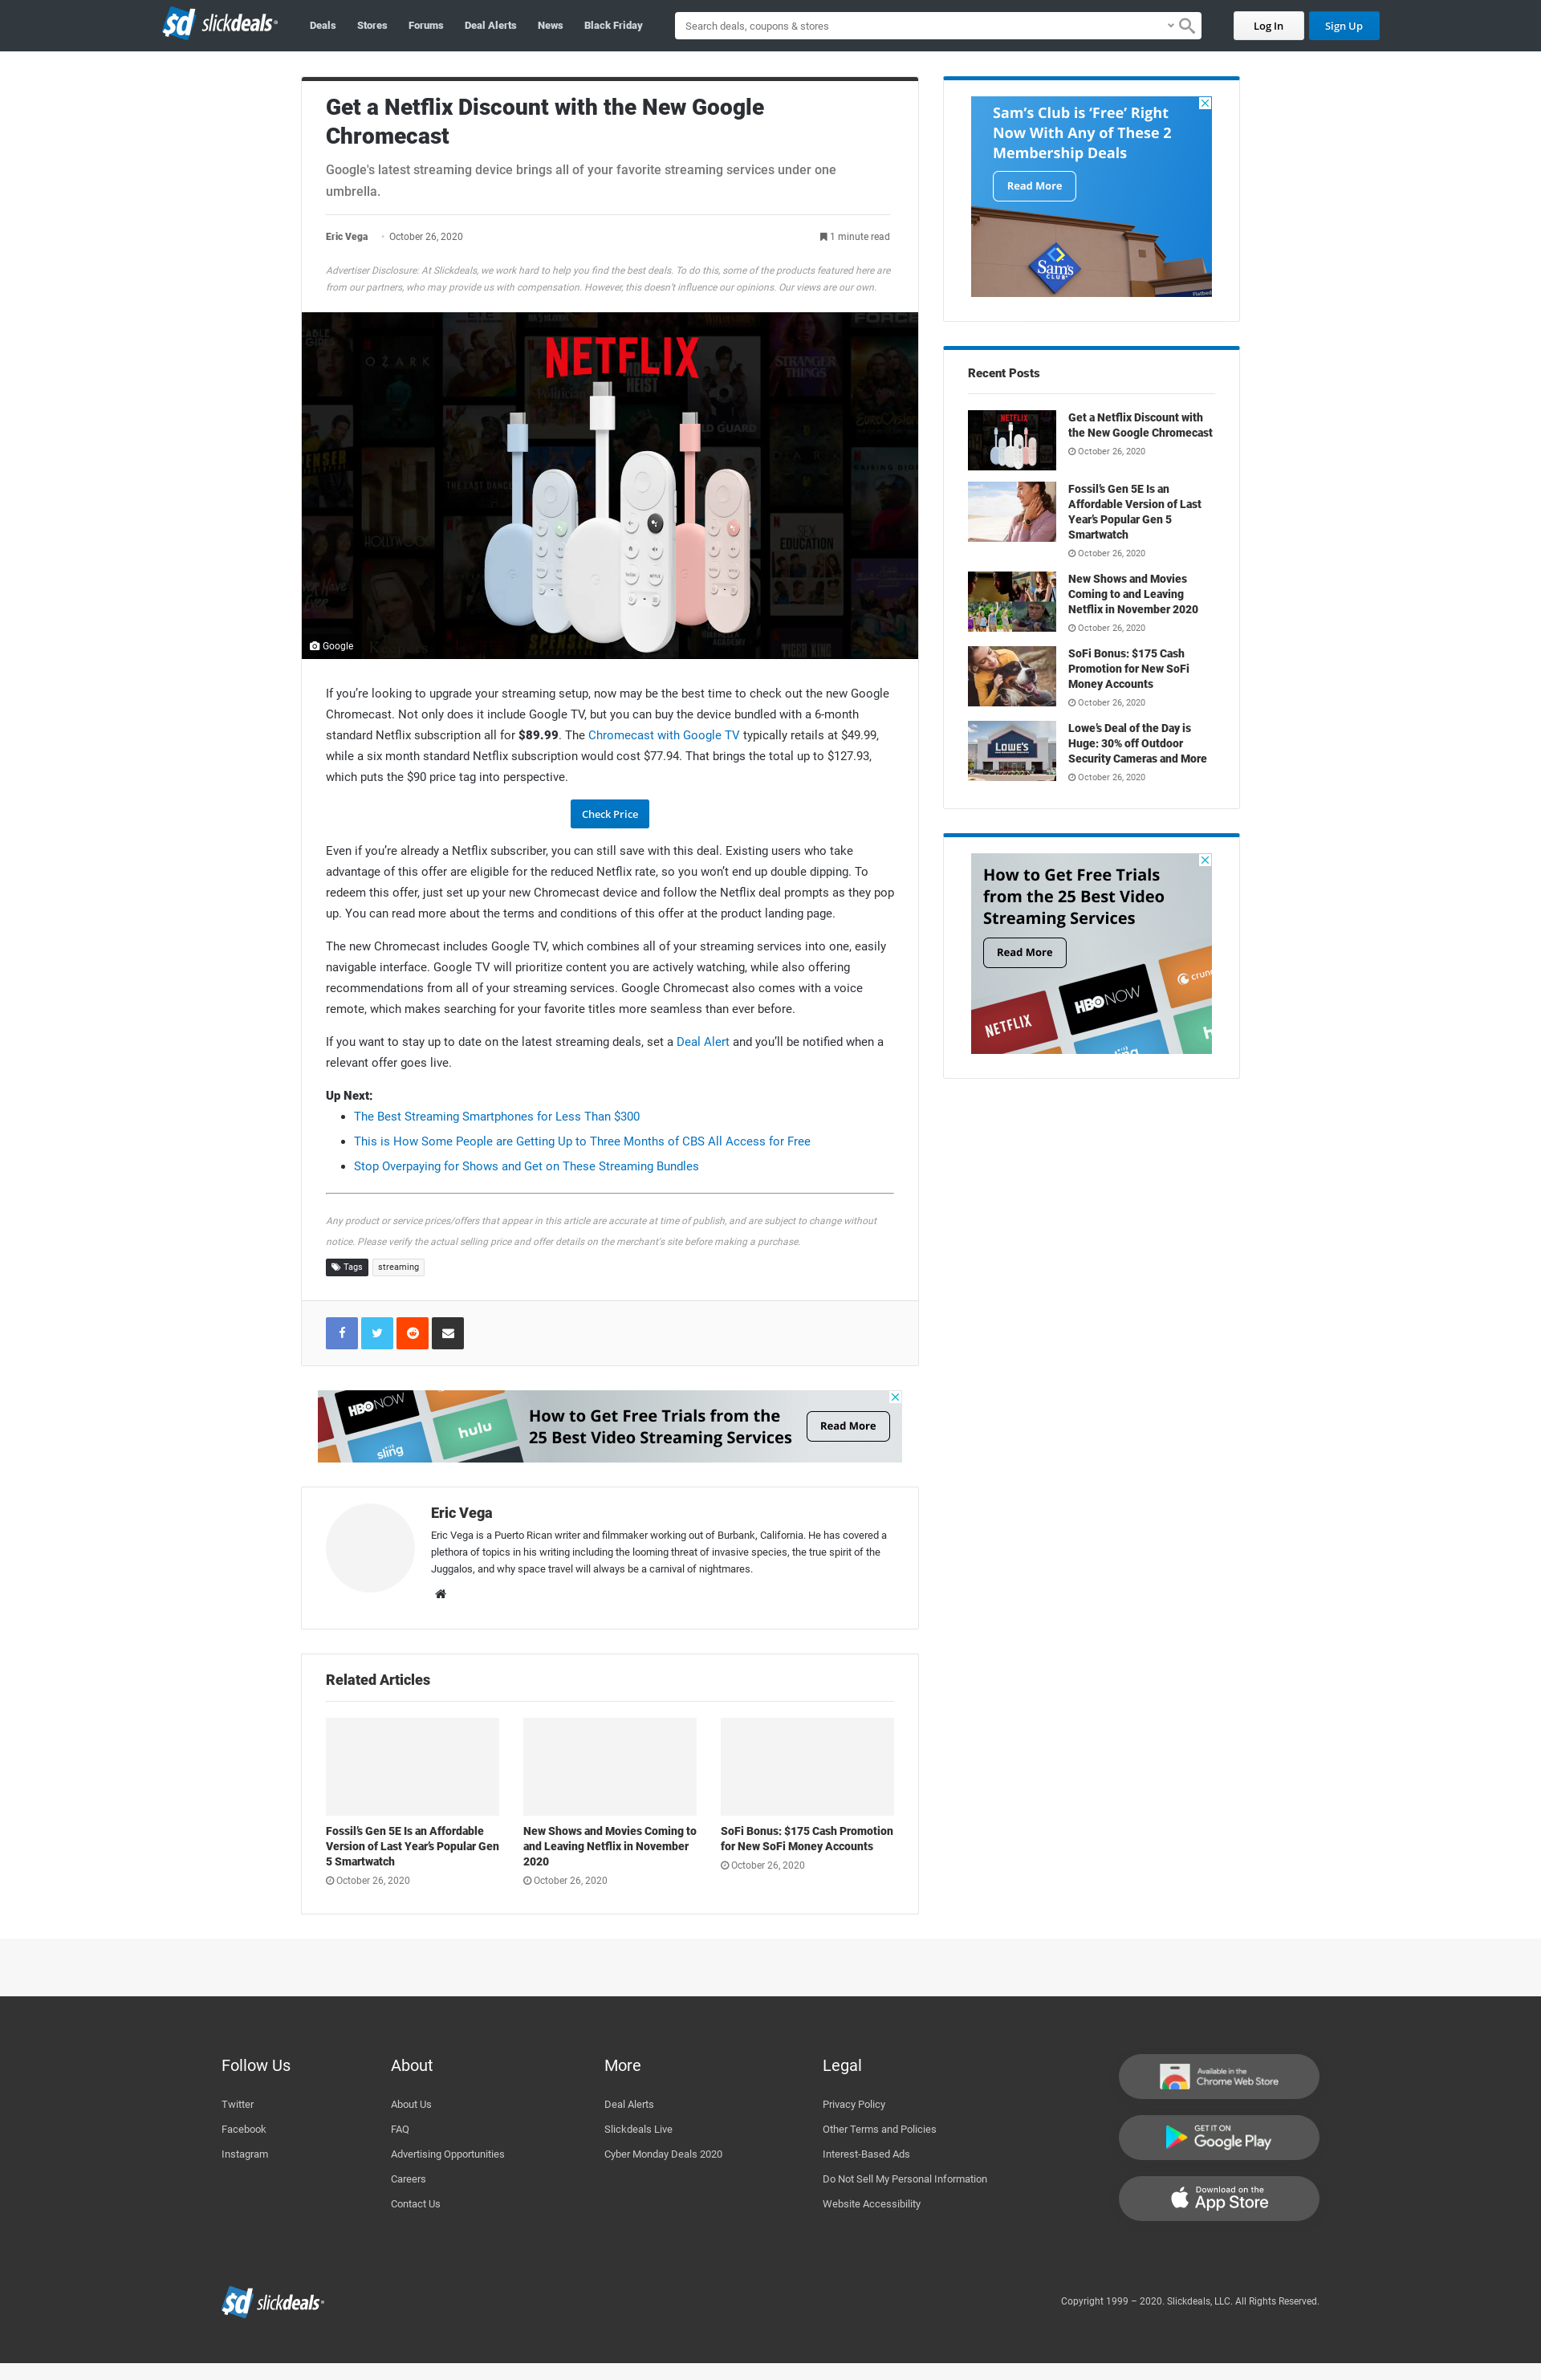 sd slickdeals
Deals
Stores
Forums
Deal Alerts
News
Black Friday
Search deals, coupons & stores
Log In
Sign Up
Get a Netflix Discount with the New Google
Chromecast
Google's latest streaming device brings all of your favorite streaming services under one
umbrella.
Eric Vega · October 26, 2020
1 minute read
Advertiser Disclosure: At Slickdeals, we work hard to help you find the best deals. To do this, some of the products featured here are
from our partners, who may provide us with compensation. However, this doesn't influence our opinions. Our views are our own.
NETFLIX
OZARK
MONEY
HEIST
STRANGER
THINGS
THE LAST DANCE
HOLLYWOOD
SEX
EDUCATION
SPENSER
TIGER KING
Google
If you’re looking to upgrade your streaming setup, now may be the best time to check out the new Google
Chromecast. Not only does it include Google TV, but you can buy the device bundled with a 6-month
standard Netflix subscription all for $89.99. The Chromecast with Google TV typically retails at $49.99,
while a six month standard Netflix subscription would cost $77.94. That brings the total up to $127.93,
which puts the $90 price tag into perspective.
Check Price
Even if you’re already a Netflix subscriber, you can still save with this deal. Existing users who take
advantage of this offer are eligible for the reduced Netflix rate, so you won’t end up double dipping. To
redeem this offer, just set up your new Chromecast device and follow the Netflix deal prompts as they pop
up. You can read more about the terms and conditions of this offer at the product landing page.
The new Chromecast includes Google TV, which combines all of your streaming services into one, easily
navigable interface. Google TV will prioritize content you are actively watching, while also offering
recommendations from all of your streaming services. Google Chromecast also comes with a voice
remote, which makes searching for your favorite titles more seamless than ever before.
If you want to stay up to date on the latest streaming deals, set a Deal Alert and you’ll be notified when a
relevant offer goes live.
Up Next:
The Best Streaming Smartphones for Less Than $300
This is How Some People are Getting Up to Three Months of CBS All Access for Free
Stop Overpaying for Shows and Get on These Streaming Bundles
Any product or service prices/offers that appear in this article are accurate at time of publish, and are subject to change without
notice. Please verify the actual selling price and offer details on the merchant's site before making a purchase.
Tags
streaming
HBO NOW
sling
hulu
How to Get Free Trials from the
25 Best Video Streaming Services
Read More
Eric Vega
Eric Vega is a Puerto Rican writer and filmmaker working out of Burbank, California. He has covered a
plethora of topics in his writing including the looming threat of invasive species, the true spirit of the
Juggalos, and why space travel will always be a carnival of nightmares.
Related Articles
Fossil’s Gen 5E Is an Affordable
Version of Last Year’s Popular Gen
5 Smartwatch
October 26, 2020
New Shows and Movies Coming to
and Leaving Netflix in November
2020
October 26, 2020
SoFi Bonus: $175 Cash Promotion
for New SoFi Money Accounts
October 26, 2020
Sam’s Club is ‘Free’ Right
Now With Any of These 2
Membership Deals
Read More
Sam's
CLUB
Recent Posts
NETFLIX
Get a Netflix Discount with
the New Google Chromecast
October 26, 2020
Fossil’s Gen 5E Is an
Affordable Version of Last
Year’s Popular Gen 5
Smartwatch
October 26, 2020
New Shows and Movies
Coming to and Leaving
Netflix in November 2020
October 26, 2020
SoFi Bonus: $175 Cash
Promotion for New SoFi
Money Accounts
October 26, 2020
LOWE'S
Lowe’s Deal of the Day is
Huge: 30% off Outdoor
Security Cameras and More
October 26, 2020
How to Get Free Trials
from the 25 Best Video
Streaming Services
Read More
NETFLIX
HBO NOW
crunc
sling
h
Follow Us
Twitter
Facebook
Instagram
About
About Us
FAQ
Advertising Opportunities
Careers
Contact Us
More
Deal Alerts
Slickdeals Live
Cyber Monday Deals 2020
Legal
Privacy Policy
Other Terms and Policies
Interest-Based Ads
Do Not Sell My Personal Information
Website Accessibility
Available in the
Chrome Web Store
GET IT ON
Google Play
Download on the
App Store
sd slickdeals
Copyright 1999 – 2020. Slickdeals, LLC. All Rights Reserved.